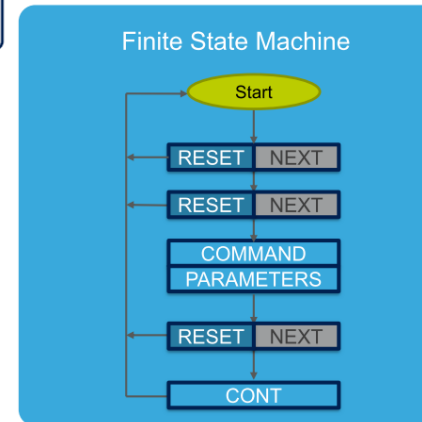 Finite State Machine
Start
RESET NEXT
RESET NEXT
COMMAND
PARAMETERS
RESET NEXT
CONT